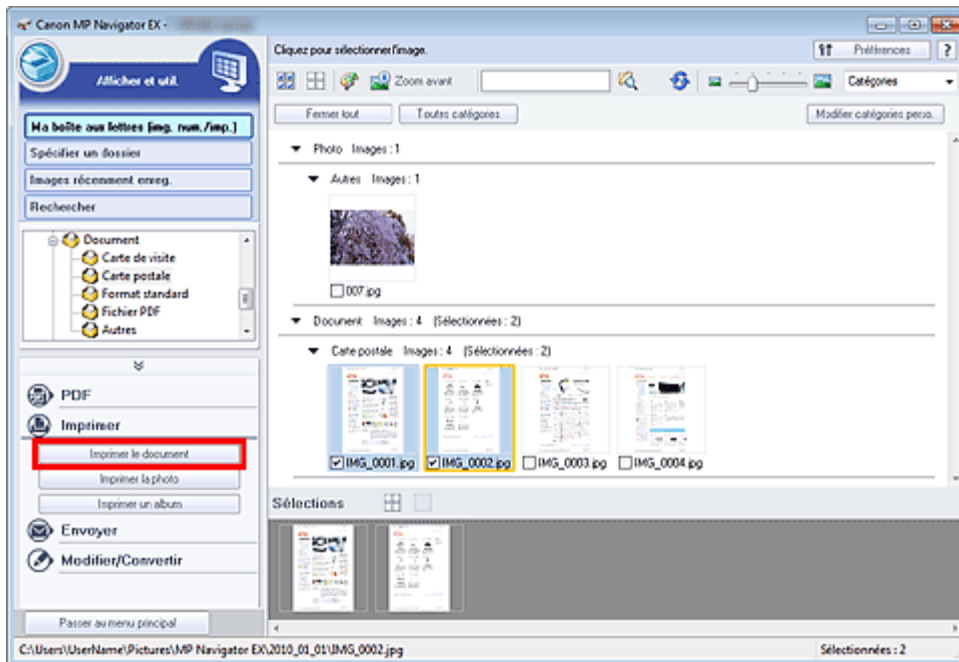 Canon MP Navigator EX -
Afficher et util.
Cliquez pour sélectionner l'image.
Préférences
?
Zoom avant
Catégories
Ma boîte aux lettres [img. num./imp.]
Fermer tout
Toutes catégories
Modifier catégories perso.
Spécifier un dossier
Images récemment enreg.
Rechercher
Photo Images : 1
Autres Images : 1
007.jpg
Document
Carte de visite
Carte postale
Format standard
Fichier PDF
Autres
Document Images : 4 (Sélectionnées : 2)
Carte postale Images : 4 (Sélectionnées : 2)
IMG_0001.jpg
IMG_0002.jpg
IMG_0003.jpg
IMG_0004.jpg
PDF
Imprimer
Imprimer le document
Imprimer la photo
Imprimer un album
Envoyer
Modifier/Convertir
Passer au menu principal
Sélections
C:\Users\UserName\Pictures\MP Navigator EX\2010_01_01\IMG_0002.jpg
Sélectionnées : 2